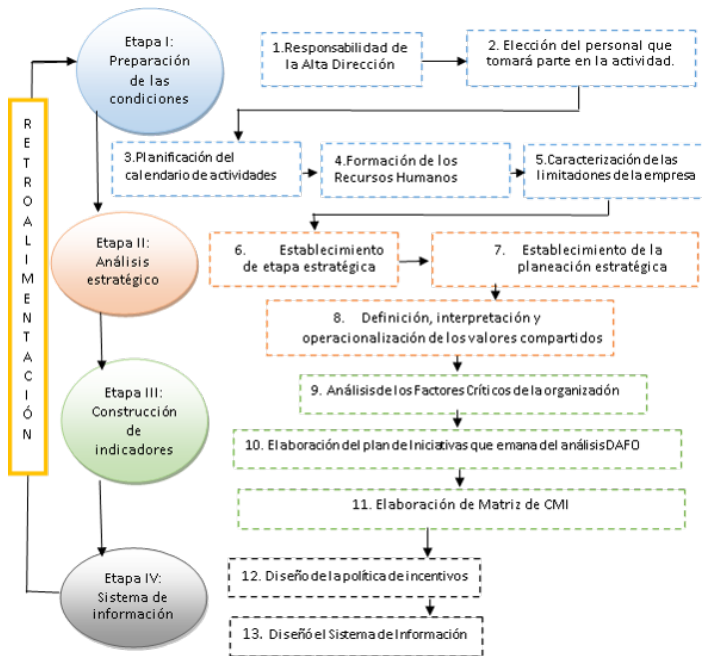 Etapa I:
Preparación
de las
condiciones
1.Responsabilidad de
la Alta Dirección
2. Elección del personal que
tomará parte en la actividad.
3.Planificación del
calendario de actividades
4.Formación de los
Recursos Humanos
5.Caracterización de las
limitaciones de la empresa
RETROALIMENTACIÓN
Etapa II:
Análisis
estratégico
6. Establecimiento
de etapa estratégica
7. Establecimiento de la
planeación estratégica
8. Definición, interpretación y
operacionalización de los valores compartidos
Etapa III:
Construcción
de
indicadores
9. Análisis de los Factores Críticos de la organización
10. Elaboración del plan de Iniciativas que emana del análisis DAFO
11. Elaboración de Matriz de CMI
Etapa IV:
Sistema de
información
12. Diseño de la política de incentivos
13. Diseñó el Sistema de Información